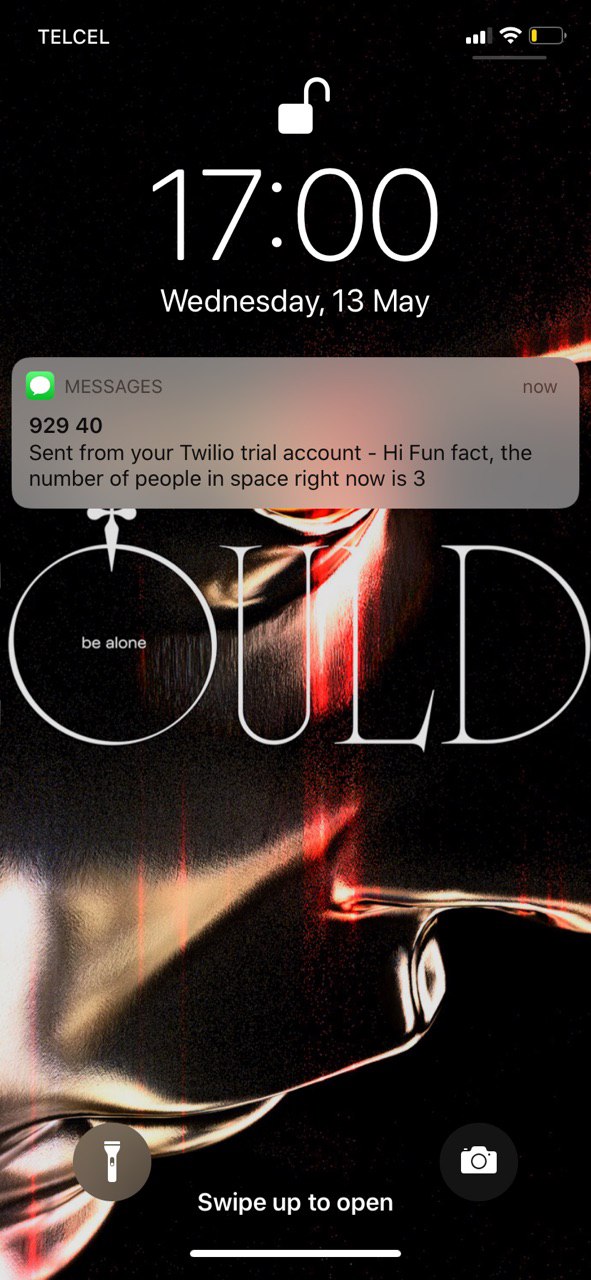 TELCEL
17:00
Wednesday, 13 May
MESSAGES now
929 40
Sent from your Twilio trial account - Hi Fun fact, the
number of people in space right now is 3
OULD
be alone
Swipe up to open